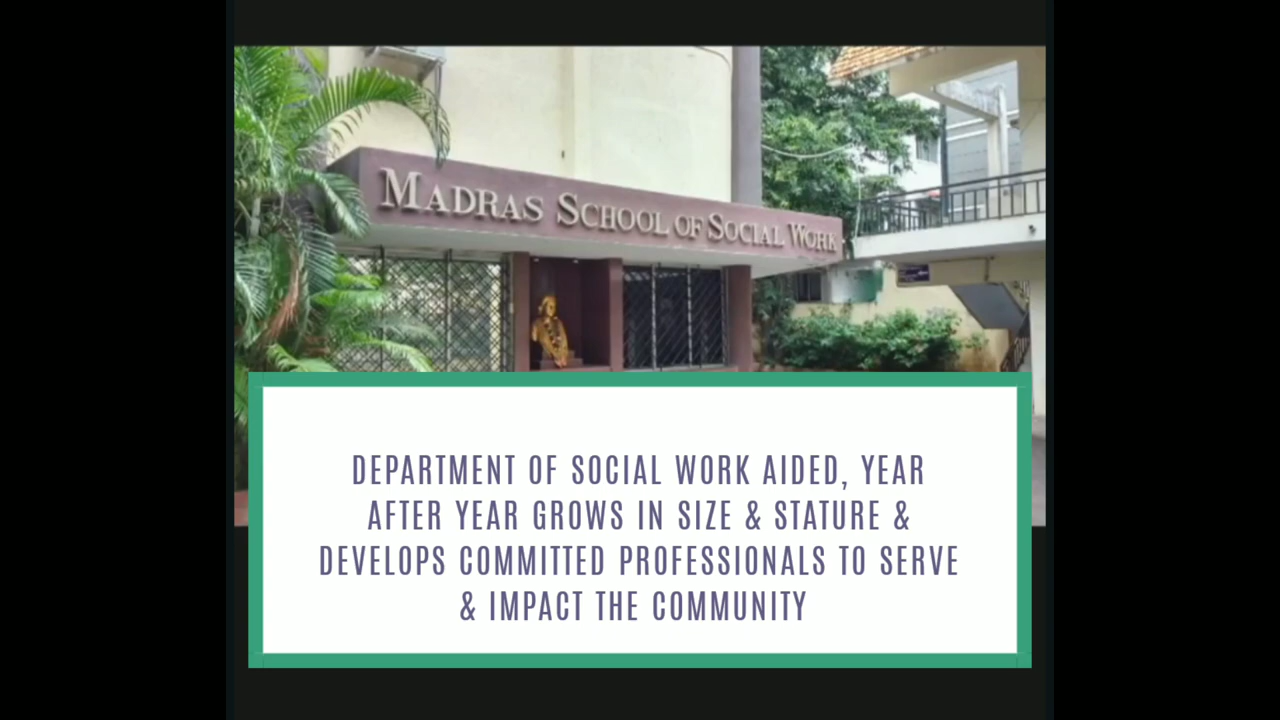 MADRAS SCHOOL OF SOCIAL WORK
DEPARTMENT OF SOCIAL WORK AIDED, YEAR
AFTER YEAR GROWS IN SIZE & STATURE &
DEVELOPS COMMITTED PROFESSIONALS TO SERVE
& IMPACT THE COMMUNITY